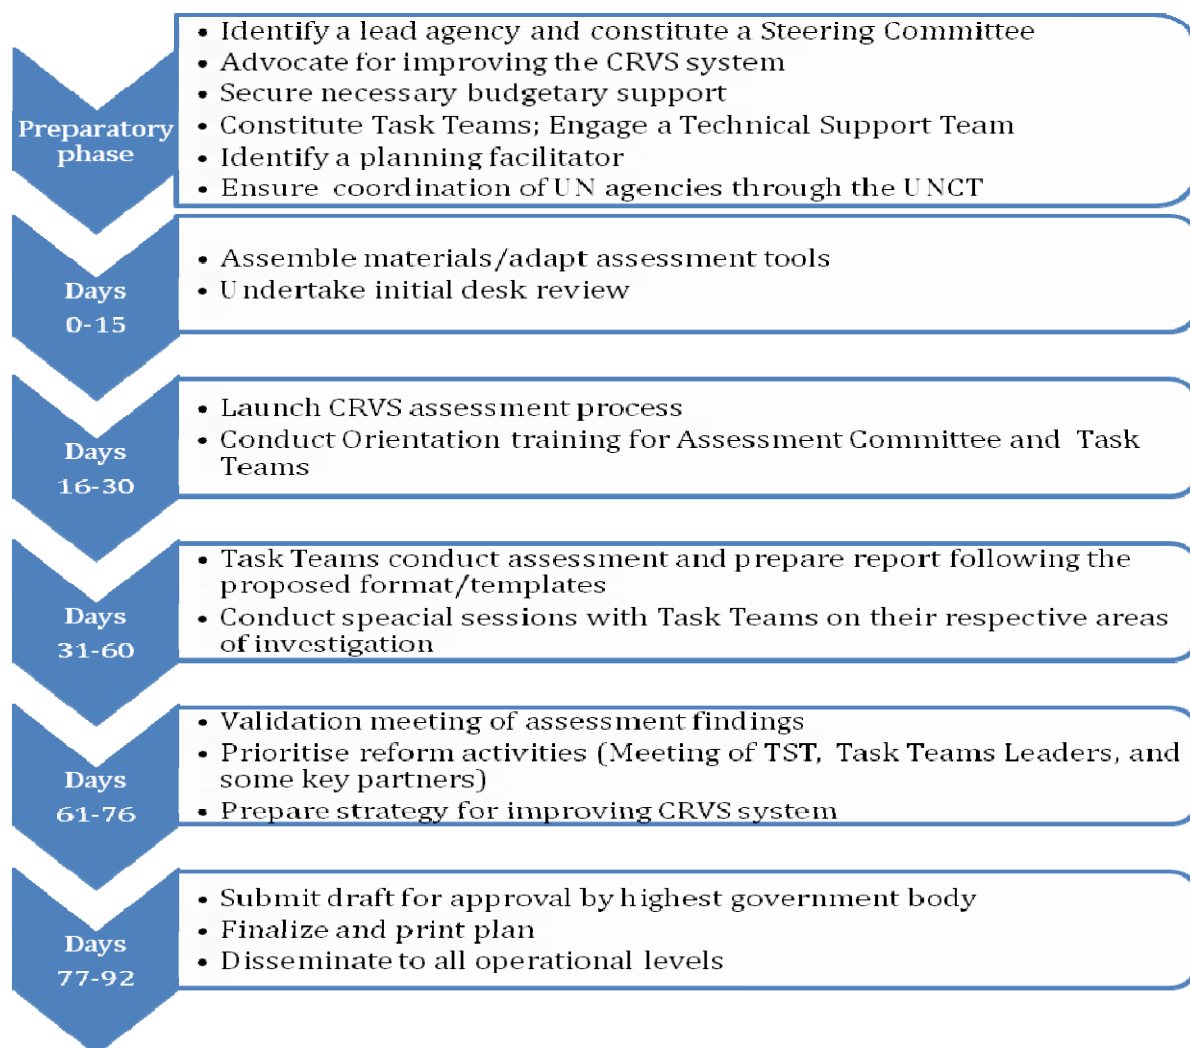 Preparatory
phase
• Identify a lead agency and constitute a Steering Committee
• Advocate for improving the CRVS system
• Secure necessary budgetary support
• Constitute Task Teams; Engage a Technical Support Team
• Identify a planning facilitator
• Ensure coordination of UN agencies through the UNCT
Days
0-15
• Assemble materials/adapt assessment tools
• Undertake initial desk review
Days
16-30
• Launch CRVS assessment process
• Conduct Orientation training for Assessment Committee and Task
Teams
Days
31-60
• Task Teams conduct assessment and prepare report following the
proposed format/templates
• Conduct speacial sessions with Task Teams on their respective areas
of investigation
Days
61-76
• Validation meeting of assessment findings
• Prioritise reform activities (Meeting of TST, Task Teams Leaders, and
some key partners)
• Prepare strategy for improving CRVS system
Days
77-92
• Submit draft for approval by highest government body
• Finalize and print plan
• Disseminate to all operational levels